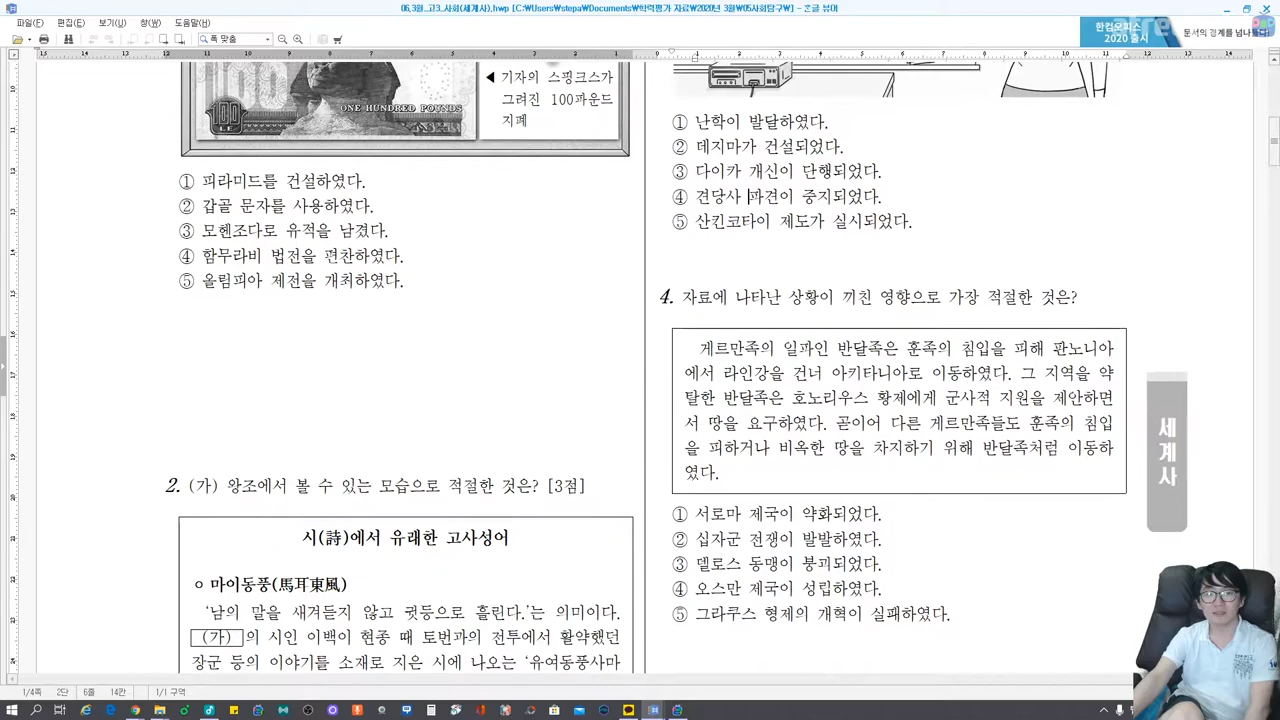 06.3월...고3...사회(세계사).hwp [C:₩Users₩stepa₩Documents₩학력평가 자료₩2020년 3월₩05사회탐구₩] - 혼글 뷰어
파일(F) 편집(E) 보기(U) 창(W) 도움말(H)
한컴오피스
2020 출시
문서의 경계를 넘나들다!
폭 맞춤
◀ 기자의 스핑크스가
그려진 100파운드
지폐
100
ONE HUNDRED POUNDS
① 피라미드를 건설하였다.
② 갑골 문자를 사용하였다.
③ 모헨조다로 유적을 남겼다.
④ 함무라비 법전을 편찬하였다.
⑤ 올림피아 제전을 개최하였다.
2. (가) 왕조에서 볼 수 있는 모습으로 적절한 것은? [3점]
시(詩)에서 유래한 고사성어
ㅇ 마이동풍(馬耳東風)
'남의 말을 새겨듣지 않고 귓등으로 흘린다.'는 의미이다.
(가) 의 시인 이백이 현종 때 토번과의 전투에서 활약했던
장군 등의 이야기를 소재로 지은 시에 나오는 '유여동풍사마
① 난학이 발달하였다.
② 데지마가 건설되었다.
③ 다이카 개신이 단행되었다.
④ 견당사 파견이 중지되었다.
⑤ 산킨코타이 제도가 실시되었다.
4. 자료에 나타난 상황이 끼친 영향으로 가장 적절한 것은?
게르만족의 일파인 반달족은 훈족의 침입을 피해 판노니아
에서 라인강을 건너 아키타니아로 이동하였다. 그 지역을 약
탈한 반달족은 호노리우스 황제에게 군사적 지원을 제안하면
서 땅을 요구하였다. 곧이어 다른 게르만족들도 훈족의 침입
을 피하거나 비옥한 땅을 차지하기 위해 반달족처럼 이동하
였다.
① 서로마 제국이 약화되었다.
② 십자군 전쟁이 발발하였다.
③ 델로스 동맹이 붕괴되었다.
④ 오스만 제국이 성립하였다.
⑤ 그라쿠스 형제의 개혁이 실패하였다.
세계사
1/4쪽 2단 6줄 14칸 1/1 구역